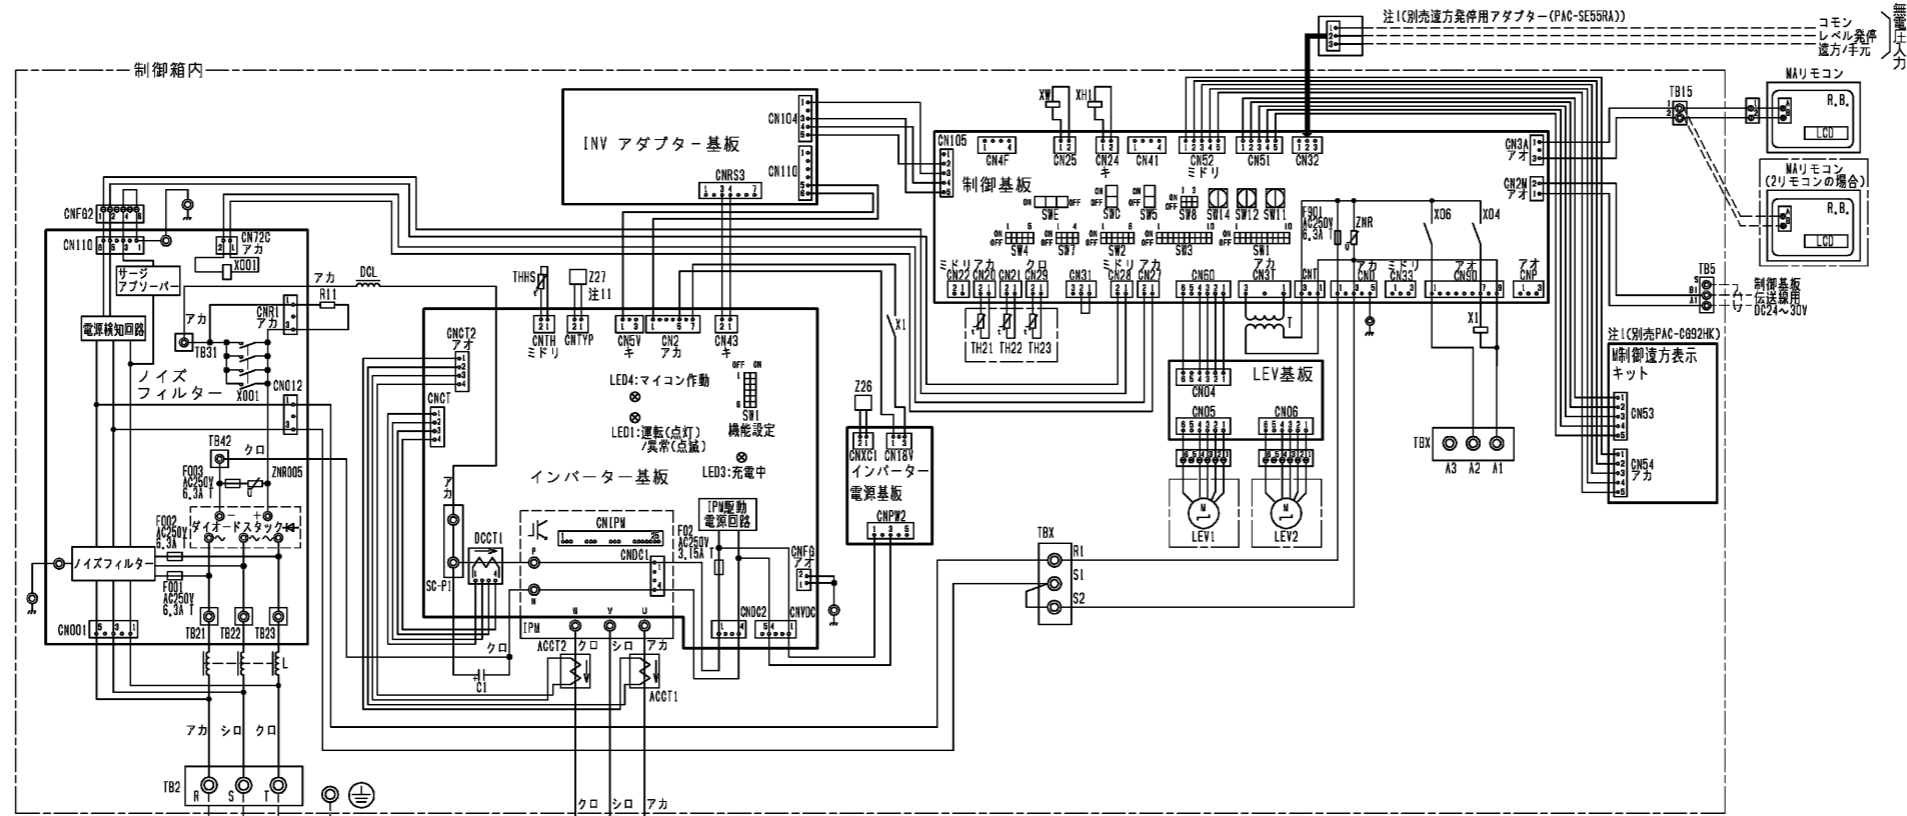 注1(別売遠方発停用アダプター(PAC-SE55RA))
コモン
レベル発停
遠方/手元
無電圧入力
制御箱内
MAリモコン
R.B.
LCD
TB15
MAリモコン
(2リモコンの場合)
R.B.
LCD
INV アダプター基板
CN104
CN110
CNRS3
CN105
制御基板
XW
XH1
CN4F
CN25
CN24
キ
CN41
CN52
ミドリ
CN51
CN32
CN3A
アオ
CN2M
アオ
SWE
SWC
SW5
SW8
SW14
SW12
SW11
SW4
SW7
SW2
SW3
SW1
F901
AC250V
6.3A T
ZNR
X06
X04
ミドリ
CN22
アカ
CN20
CN21
クロ
CN29
CN31
ミドリ
CN28
アカ
CN27
CN60
アカ
CN3T
CNT
アカ
CND
ミドリ
CN33
アオ
CN90
アオ
CNP
TH21
TH22
TH23
T
X1
TB5
S
B1
A1
制御基板
伝送線用
DC24～30V
注1(別売PAC-CG92HK)
M制御遠方表示
キット
CN53
CN54
アカ
LEV基板
CN04
CN05
CN06
LEV1
LEV2
TBX
A3
A2
A1
TBX
R1
S1
S2
CNFG2
CN110
CN72C
アカ
X001
サージ
アブソーバー
電源検知回路
アカ
TB31
ノイズ
フィルター
X001
CNR1
アカ
R11
アカ
DCL
CN012
TB42
クロ
F003
AC250V
6.3A T
ZNR005
ダイオードスタック
F002
AC250V
6.3A
ノイズフィルター
F001
AC250V
6.3A T
CN001
TB21
TB22
TB23
L
アカ
シロ
クロ
TB2
R
S
T
THHS
Z27
注11
CNTH
ミドリ
CNTYP
CN5V
キ
CN2
アカ
CN43
キ
X1
CNCT2
アオ
CNCT
LED4:マイコン作動
LED1:運転(点灯)
/異常(点滅)
LED3:充電中
OFF ON
SW1
機能設定
インバーター基板
アカ
SC-P1
DCCT1
CNIPM
P
N
CNDC1
IPM
W
V
U
IPM駆動
電源回路
F02
AC250V
3.15A T
CNFG
アオ
CNDC2
CNVDC
クロ
C1
ACCT2
クロ
シロ
アカ
ACCT1
Z26
CNXC1
CN18V
インバーター
電源基板
CNPW2
クロ
シロ
アカ